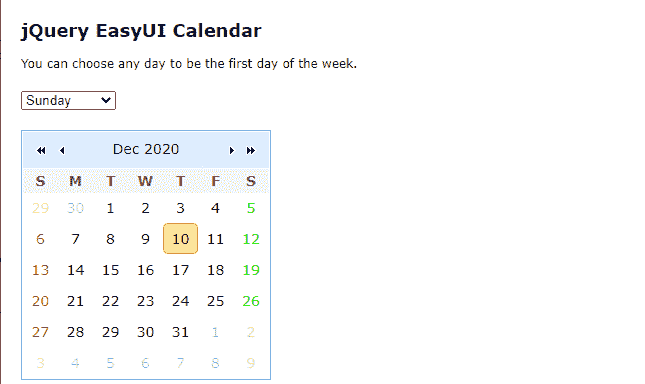 jQuery EasyUI Calendar
You can choose any day to be the first day of the week.
Sunday
Dec 2020
S M T W T F S
29 30 1 2 3 4 5
6 7 8 9 10 11 12
13 14 15 16 17 18 19
20 21 22 23 24 25 26
27 28 29 30 31 1 2
3 4 5 6 7 8 9